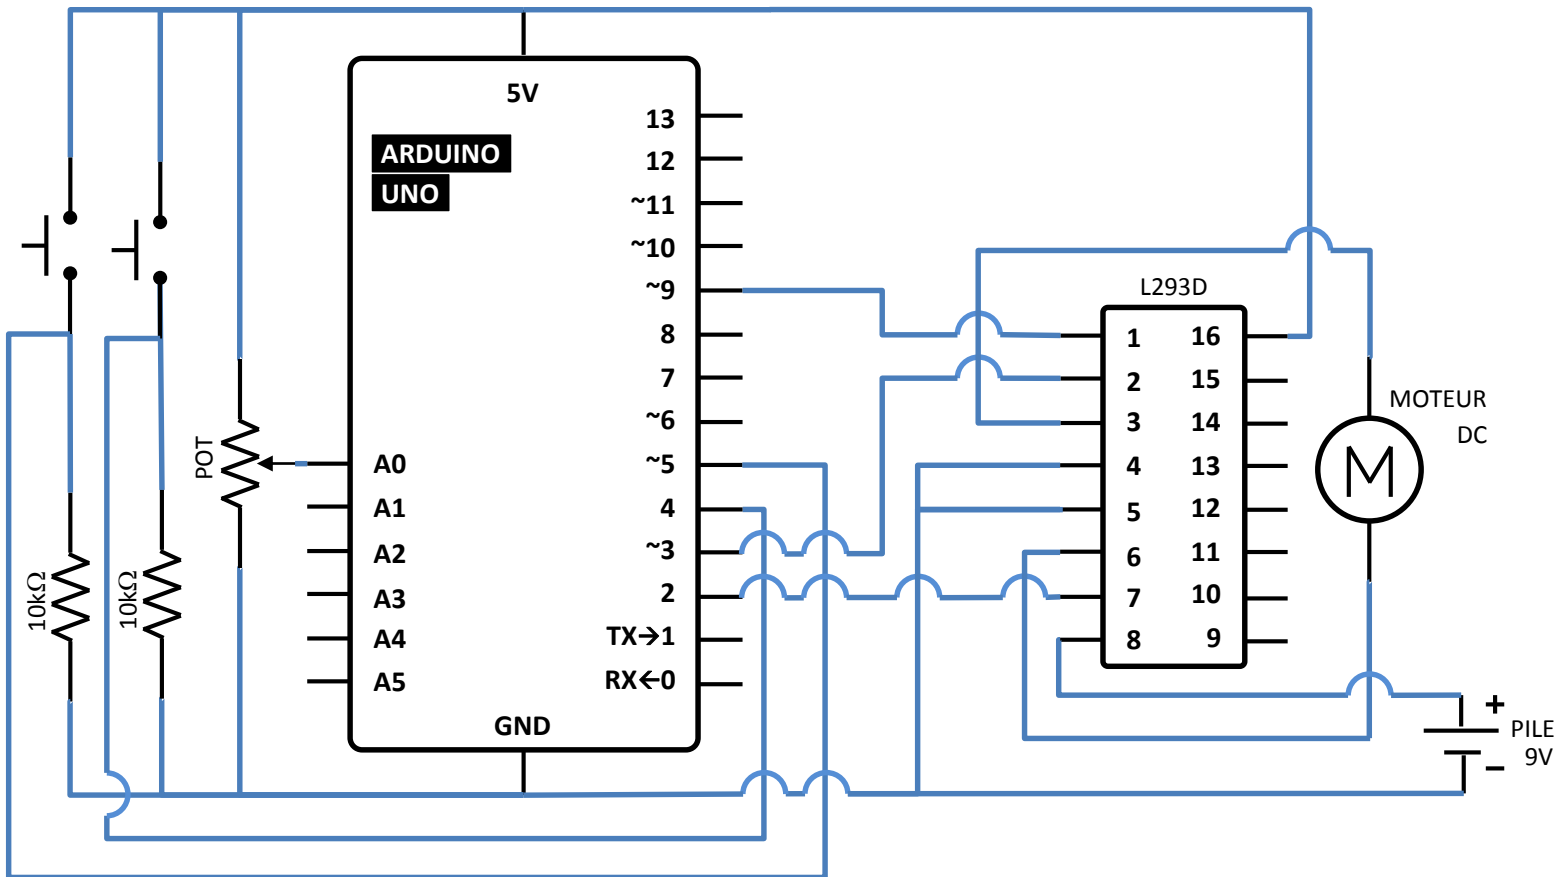 5V
ARDUINO
UNO
13
12
~11
~10
~9
8
7
~6
~5
4
~3
2
TX→1
RX←0
A0
A1
A2
A3
A4
A5
GND
POT
10kΩ
10kΩ
L293D
1 16
2 15
3 14
4 13
5 12
6 11
7 10
8 9
MOTEUR
DC
M
+
PILE
9V
−